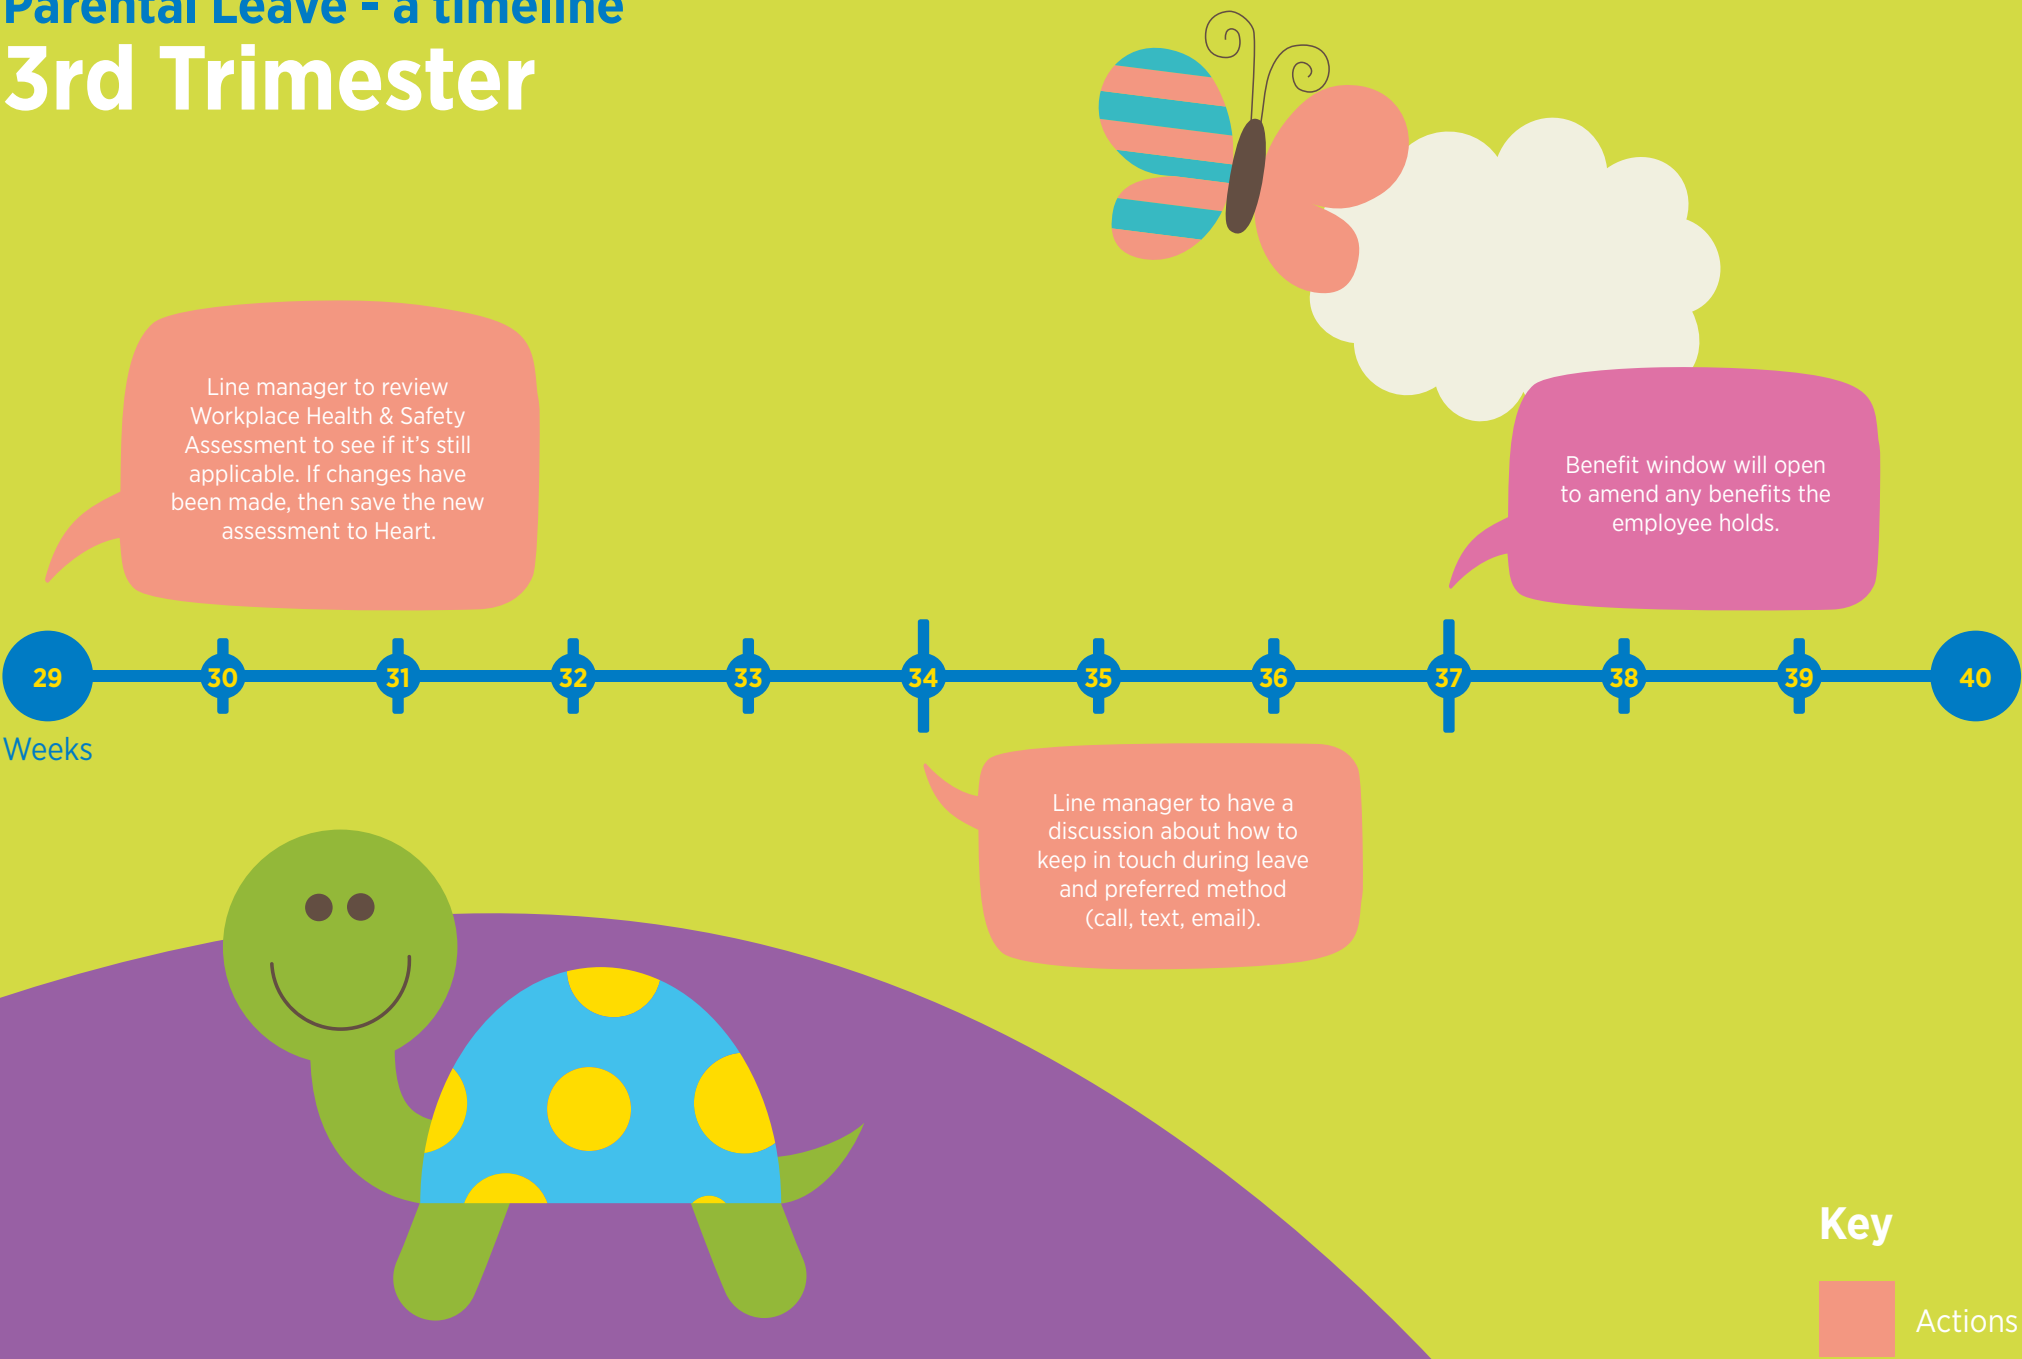 Parental Leave - a timeline
3rd Trimester
Line manager to review
Workplace Health & Safety
Assessment to see if it's still
applicable. If changes have
been made, then save the new
assessment to Heart.
Benefit window will open
to amend any benefits the
employee holds.
29 30 31 32 33 34 35 36 37 38 39 40
Weeks
Line manager to have a
discussion about how to
keep in touch during leave
and preferred method
(call, text, email).
Key
Actions